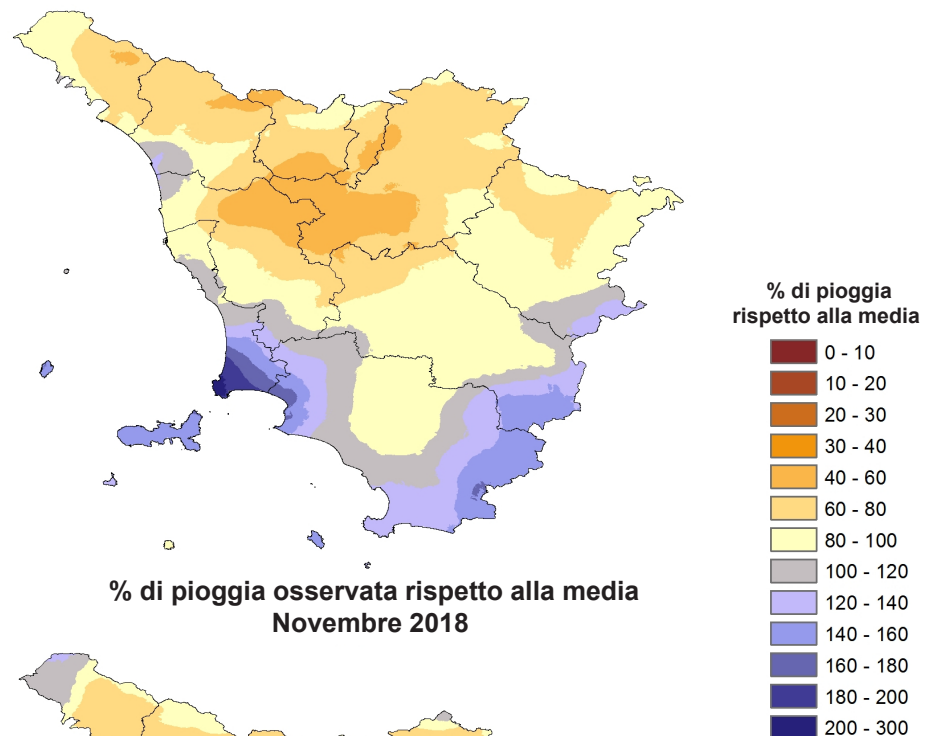 % di pioggia
rispetto alla media
0 - 10
10 - 20
20 - 30
30 - 40
40 - 60
60 - 80
80 - 100
100 - 120
120 - 140
140 - 160
160 - 180
180 - 200
200 - 300
% di pioggia osservata rispetto alla media
Novembre 2018